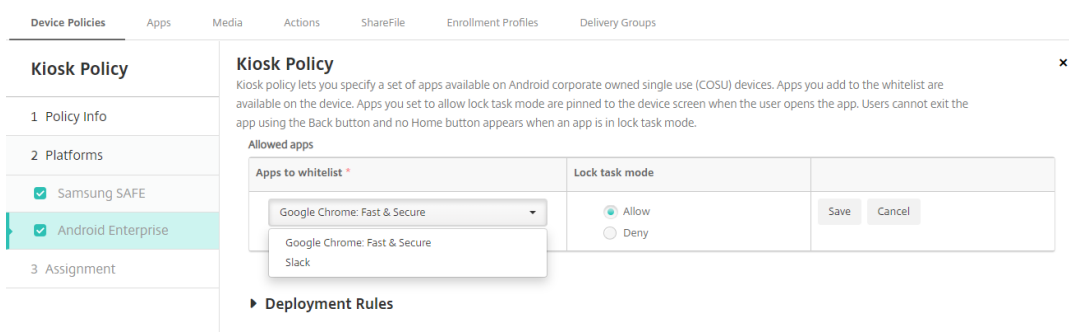 Device Policies Apps Media Actions ShareFile Enrollment Profiles Delivery Groups
Kiosk Policy
1 Policy Info
2 Platforms
Samsung SAFE
Android Enterprise
3 Assignment
Kiosk Policy
Kiosk policy lets you specify a set of apps available on Android corporate owned single use (COSU) devices. Apps you add to the whitelist are
available on the device. Apps you set to allow lock task mode are pinned to the device screen when the user opens the app. Users cannot exit the
app using the Back button and no Home button appears when an app is in lock task mode.
Allowed apps
Apps to whitelist * Lock task mode
Google Chrome: Fast & Secure Allow Save Cancel
Deny
Google Chrome: Fast & Secure
Slack
Deployment Rules